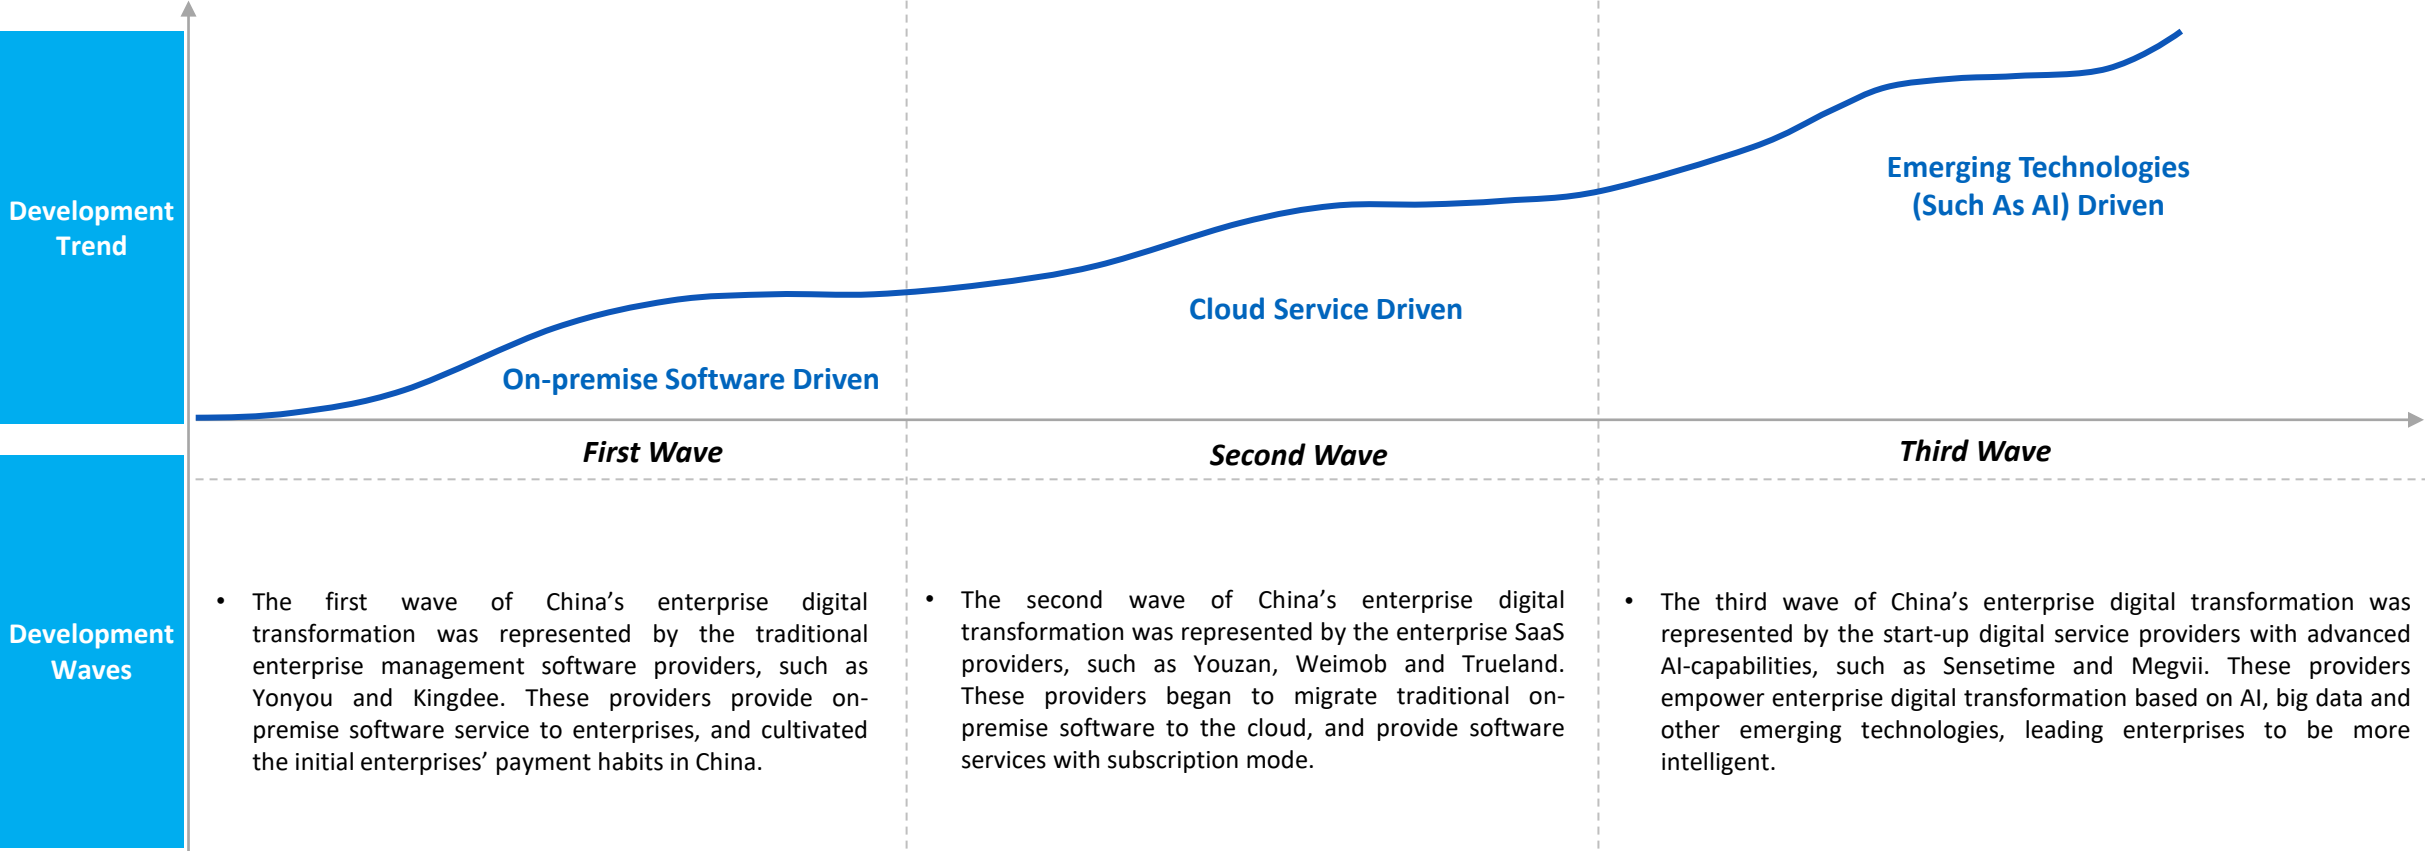 Development
Trend
On-premise Software Driven
Cloud Service Driven
Emerging Technologies
(Such As AI) Driven
First Wave
Second Wave
Third Wave
Development
Waves
• The first wave of China’s enterprise digital
transformation was represented by the traditional
enterprise management software providers, such as
Yonyou and Kingdee. These providers provide on-
premise software service to enterprises, and cultivated
the initial enterprises’ payment habits in China.
• The second wave of China’s enterprise digital
transformation was represented by the enterprise SaaS
providers, such as Youzan, Weimob and Trueland.
These providers began to migrate traditional on-
premise software to the cloud, and provide software
services with subscription mode.
• The third wave of China’s enterprise digital transformation was
represented by the start-up digital service providers with advanced
AI-capabilities, such as Sensetime and Megvii. These providers
empower enterprise digital transformation based on AI, big data and
other emerging technologies, leading enterprises to be more
intelligent.